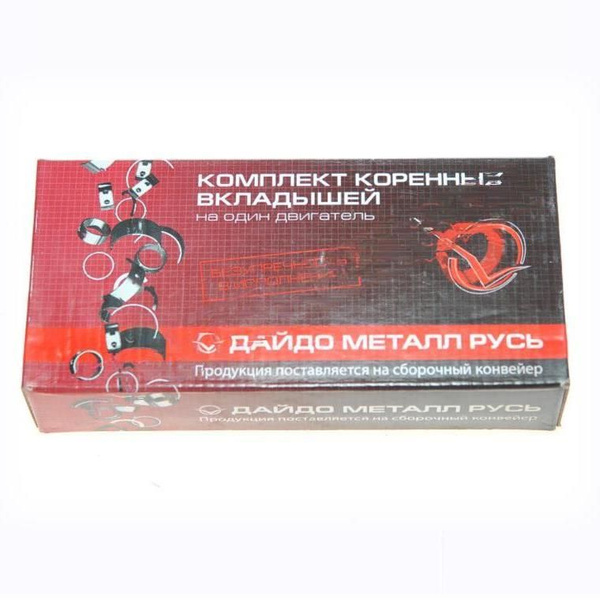 КОМПЛЕКТ КОРЕННЫХ
ВКЛАДЫШЕЙ
на один двигатель
ДАЙДО МЕТАЛЛ РУСЬ
Продукция поставляется на сборочный конвейер
ДАЙДО МЕТАЛЛ РУСЬ
Продукция поставляется на сборочный конвейер